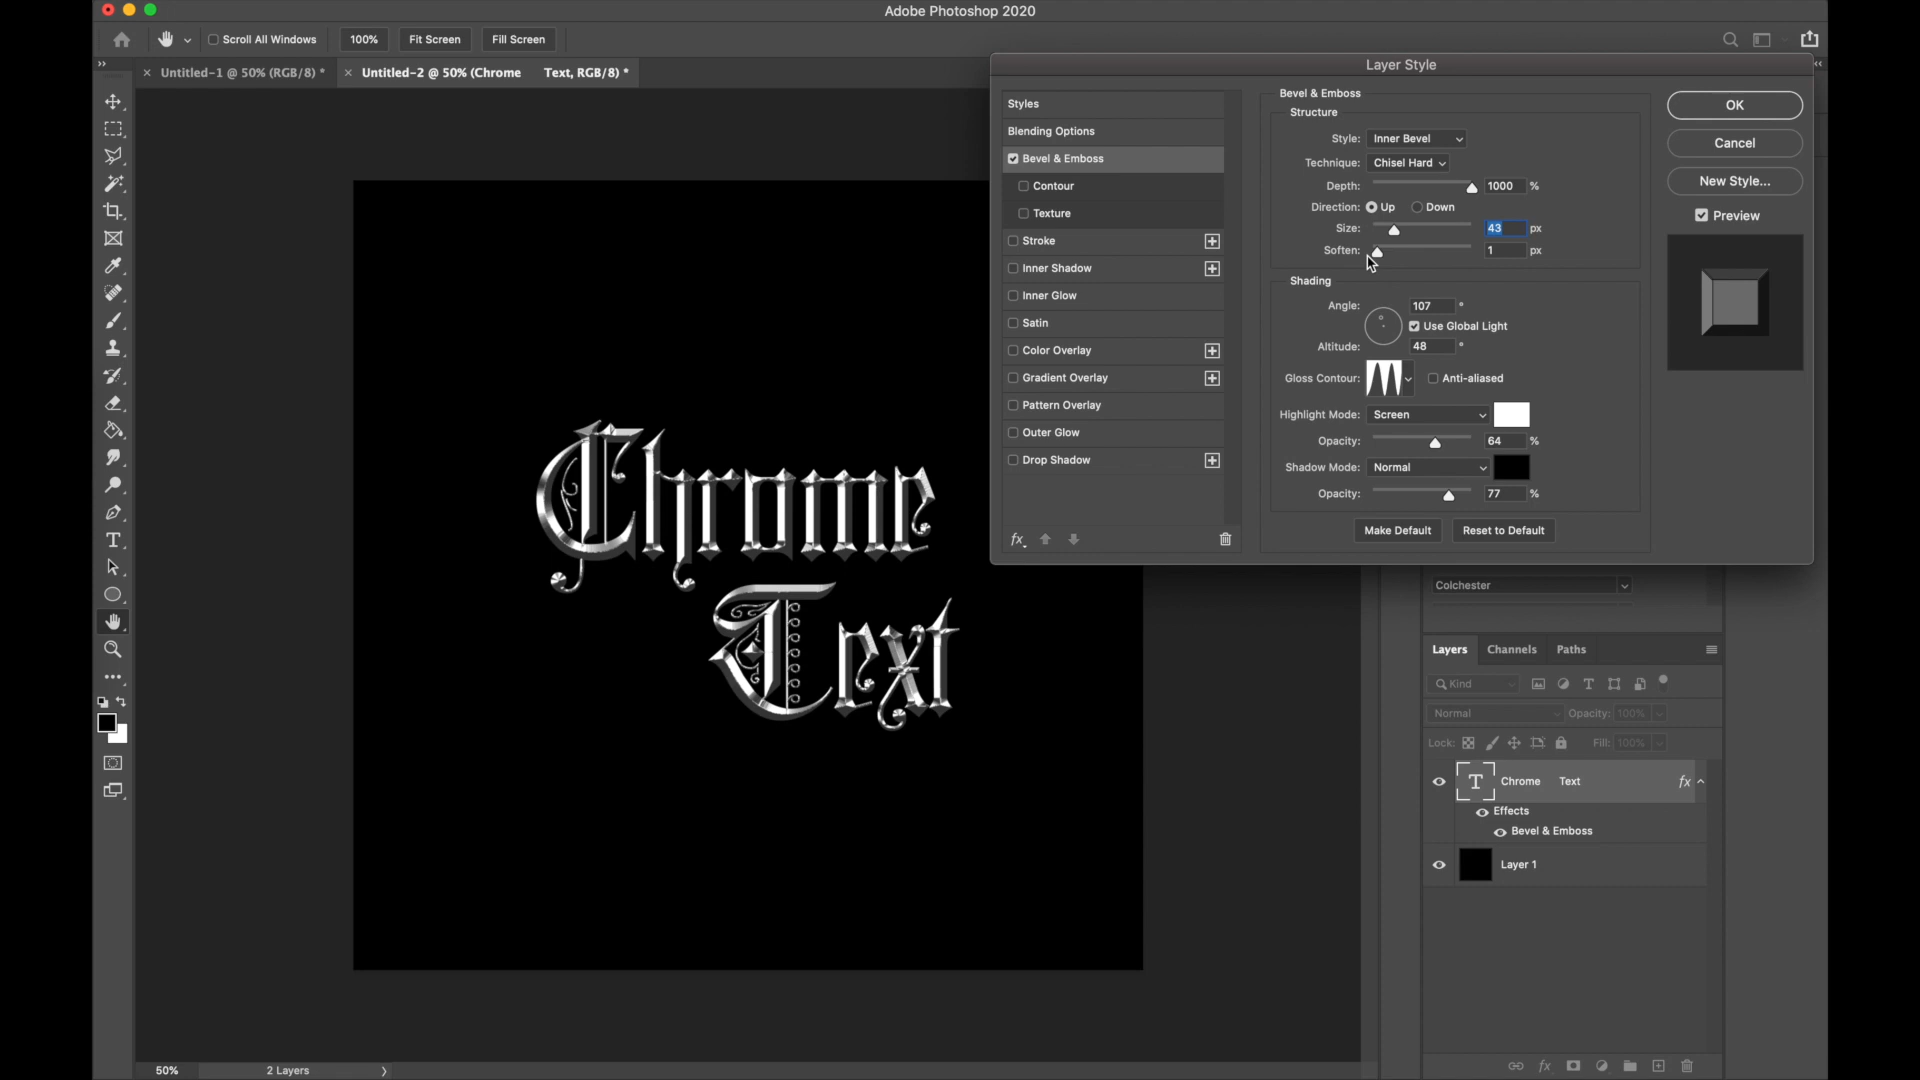 Adobe Photoshop 2020
Scroll All Windows
100%
Fit Screen
Fill Screen
Untitled-1 @ 50% (RGB/8) *
Untitled-2 @ 50% (Chrome Text, RGB/8) *
Layer Style
Styles
Blending Options
Bevel & Emboss
Contour
Texture
Stroke
Inner Shadow
Inner Glow
Satin
Color Overlay
Gradient Overlay
Pattern Overlay
Outer Glow
Drop Shadow
fx
Bevel & Emboss
Structure
Style: Inner Bevel
Technique: Chisel Hard
Depth: 1000 %
Direction: Up Down
Size: 43 px
Soften: 1 px
Shading
Angle: 107 °
Use Global Light
Altitude: 48 °
Gloss Contour: Anti-aliased
Highlight Mode: Screen
Opacity: 64 %
Shadow Mode: Normal
Opacity: 77 %
Make Default
Reset to Default
OK
Cancel
New Style...
Preview
Chrome
Text
Colchester
Layers
Channels
Paths
Kind
Normal
Opacity: 100%
Lock:
Fill: 100%
T
Chrome Text
fx
Effects
Bevel & Emboss
Layer 1
fx
50%
2 Layers